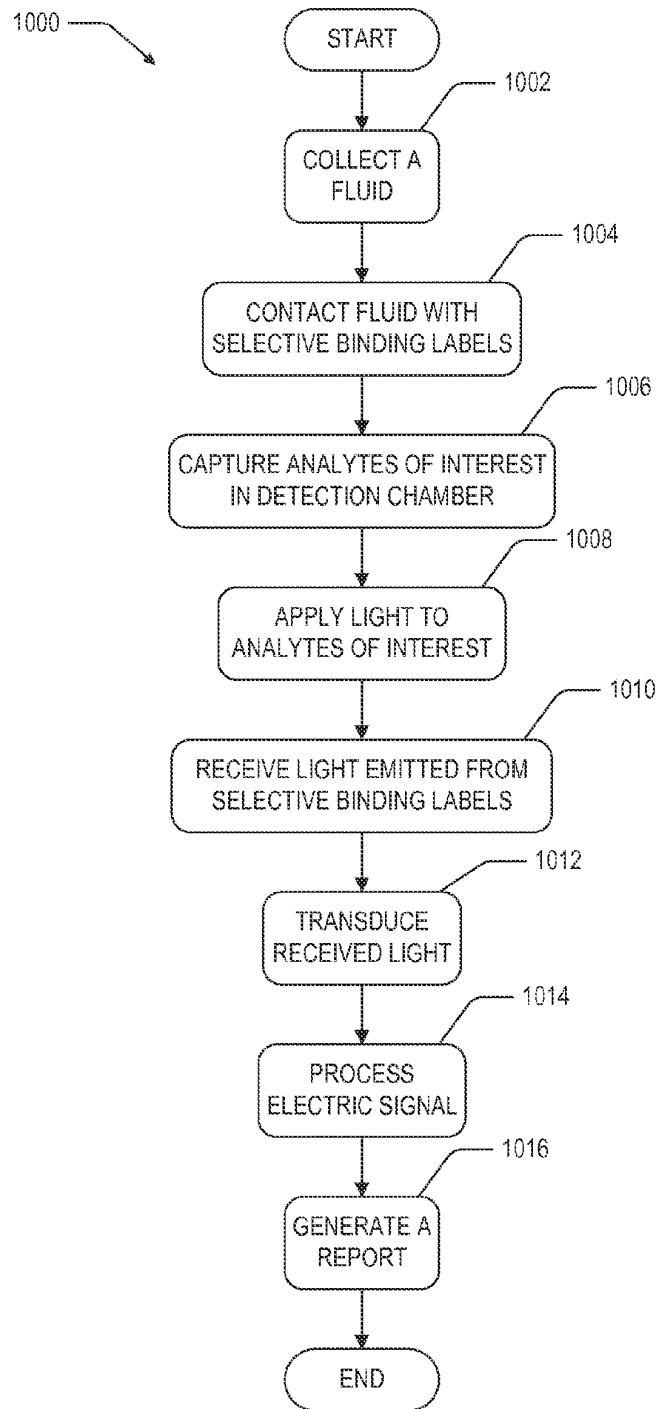 1000
START
1002
COLLECT A
FLUID
1004
CONTACT FLUID WITH
SELECTIVE BINDING LABELS
1006
CAPTURE ANALYTES OF INTEREST
IN DETECTION CHAMBER
1008
APPLY LIGHT TO
ANALYTES OF INTEREST
1010
RECEIVE LIGHT EMITTED FROM
SELECTIVE BINDING LABELS
1012
TRANSDUCE
RECEIVED LIGHT
1014
PROCESS
ELECTRIC SIGNAL
1016
GENERATE A
REPORT
END